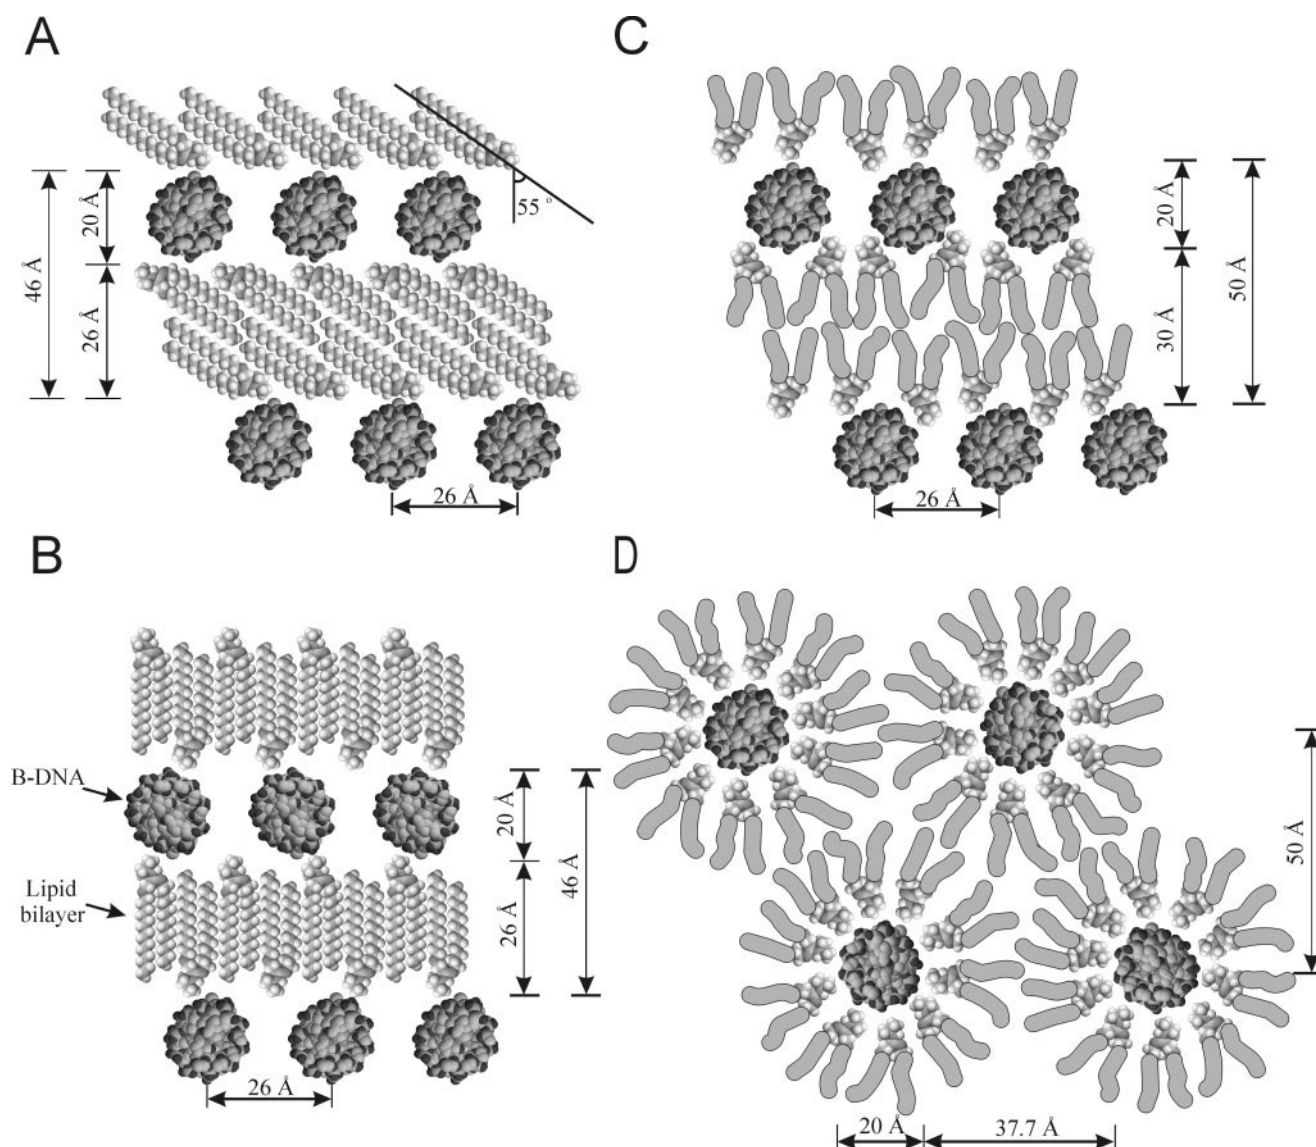 A
46 Å
20 Å
26 Å
55 °
26 Å
C
20 Å
30 Å
50 Å
26 Å
B
B-DNA
Lipid
bilayer
20 Å
26 Å
46 Å
26 Å
D
50 Å
20 Å
37.7 Å